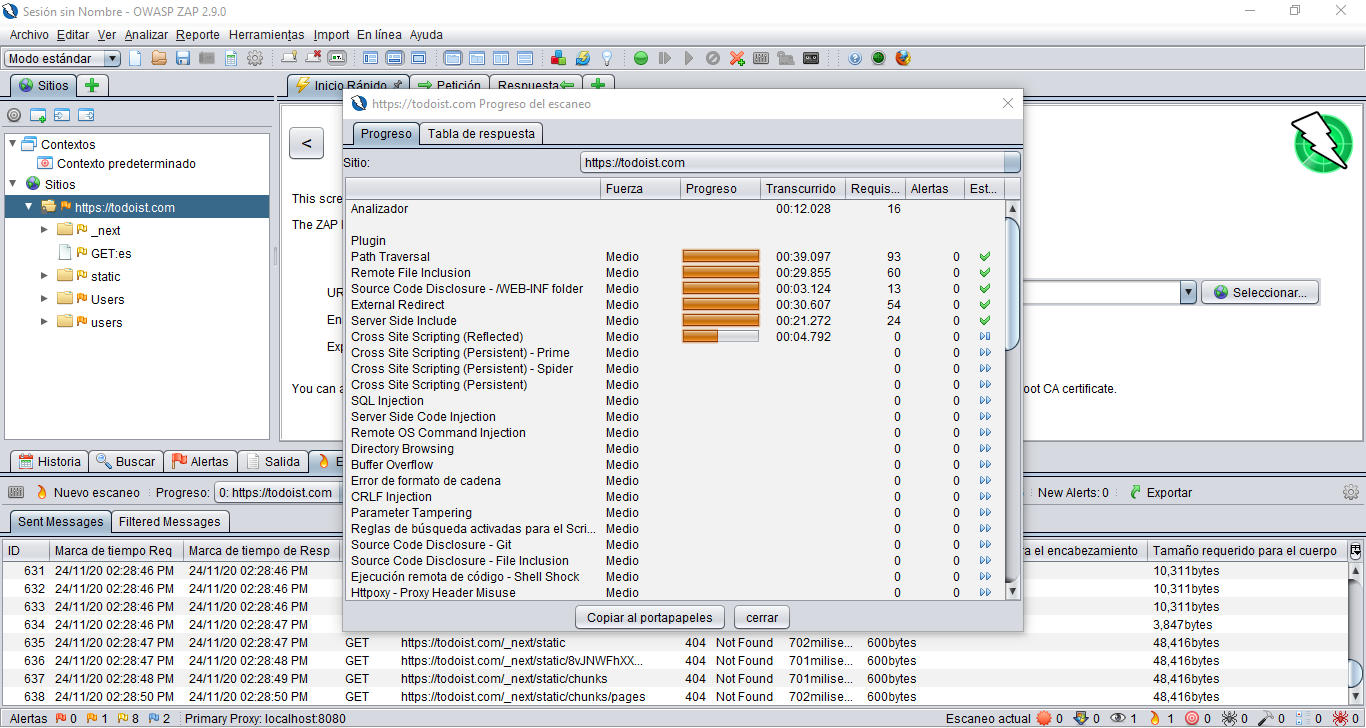 Sesión sin Nombre - OWASP ZAP 2.9.0
Archivo Editar Ver Analizar Reporte Herramientas Import En línea Ayuda
Modo estándar
Sitios
Inicio Rápido Petición Respuesta
Contextos
Contexto predeterminado
Sitios
https://todoist.com
_next
GET:es
static
Users
users
<
This scre
The ZAP
UR
En
Exp
You can a
Seleccionar...
oot CA certificate.
https://todoist.com Progreso del escaneo
Progreso Tabla de respuesta
Sitio: https://todoist.com
Fuerza Progreso Transcurrido Requis... Alertas Est...
Analizador 00:12.028 16
Plugin
Path Traversal Medio 00:39.097 93 0
Remote File Inclusion Medio 00:29.855 60 0
Source Code Disclosure - /WEB-INF folder Medio 00:03.124 13 0
External Redirect Medio 00:30.607 54 0
Server Side Include Medio 00:21.272 24 0
Cross Site Scripting (Reflected) Medio 00:04.792 0 0
Cross Site Scripting (Persistent) - Prime Medio 0 0
Cross Site Scripting (Persistent) - Spider Medio 0 0
Cross Site Scripting (Persistent) Medio 0 0
SQL Injection Medio 0 0
Server Side Code Injection Medio 0 0
Remote OS Command Injection Medio 0 0
Directory Browsing Medio 0 0
Buffer Overflow Medio 0 0
Error de formato de cadena Medio 0 0
CRLF Injection Medio 0 0
Parameter Tampering Medio 0 0
Reglas de búsqueda activadas para el Scri... Medio 0 0
Source Code Disclosure - Git Medio 0 0
Source Code Disclosure - File Inclusion Medio 0 0
Ejecución remota de código - Shell Shock Medio 0 0
Httpoxy - Proxy Header Misuse Medio 0 0
Copiar al portapapeles cerrar
Historia Buscar Alertas Salida E
Nuevo escaneo Progreso: 0: https://todoist.com New Alerts: 0 Exportar
Sent Messages Filtered Messages
ID Marca de tiempo Req Marca de tiempo de Resp ra el encabezamiento Tamaño requerido para el cuerpo
631 24/11/20 02:28:46 PM 24/11/20 02:28:46 PM 10,311bytes
632 24/11/20 02:28:46 PM 24/11/20 02:28:46 PM 10,311bytes
633 24/11/20 02:28:46 PM 24/11/20 02:28:46 PM 10,311bytes
634 24/11/20 02:28:46 PM 24/11/20 02:28:46 PM 3,847bytes
635 24/11/20 02:28:47 PM 24/11/20 02:28:47 PM GET https://todoist.com/_next/static 404 Not Found 702milise... 600bytes 48,416bytes
636 24/11/20 02:28:47 PM 24/11/20 02:28:48 PM GET https://todoist.com/_next/static/8vJNWFhXX... 404 Not Found 701milise... 600bytes 48,416bytes
637 24/11/20 02:28:48 PM 24/11/20 02:28:49 PM GET https://todoist.com/_next/static/chunks 404 Not Found 701milise... 600bytes 48,416bytes
638 24/11/20 02:28:50 PM 24/11/20 02:28:50 PM GET https://todoist.com/_next/static/chunks/pages 404 Not Found 702milise... 600bytes 48,416bytes
Alertas 0 1 8 2 Primary Proxy: localhost:8080 Escaneo actual 0 0 1 1 0 0 0 0 0